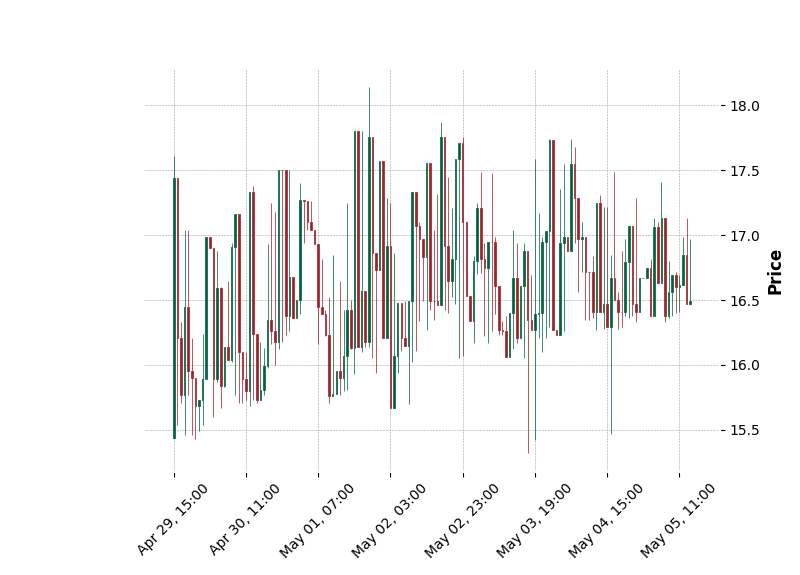 18.0
17.5
17.0
16.5
16.0
15.5
Price
Apr 29, 15:00
Apr 30, 11:00
May 01, 07:00
May 02, 03:00
May 02, 23:00
May 03, 19:00
May 04, 15:00
May 05, 11:00